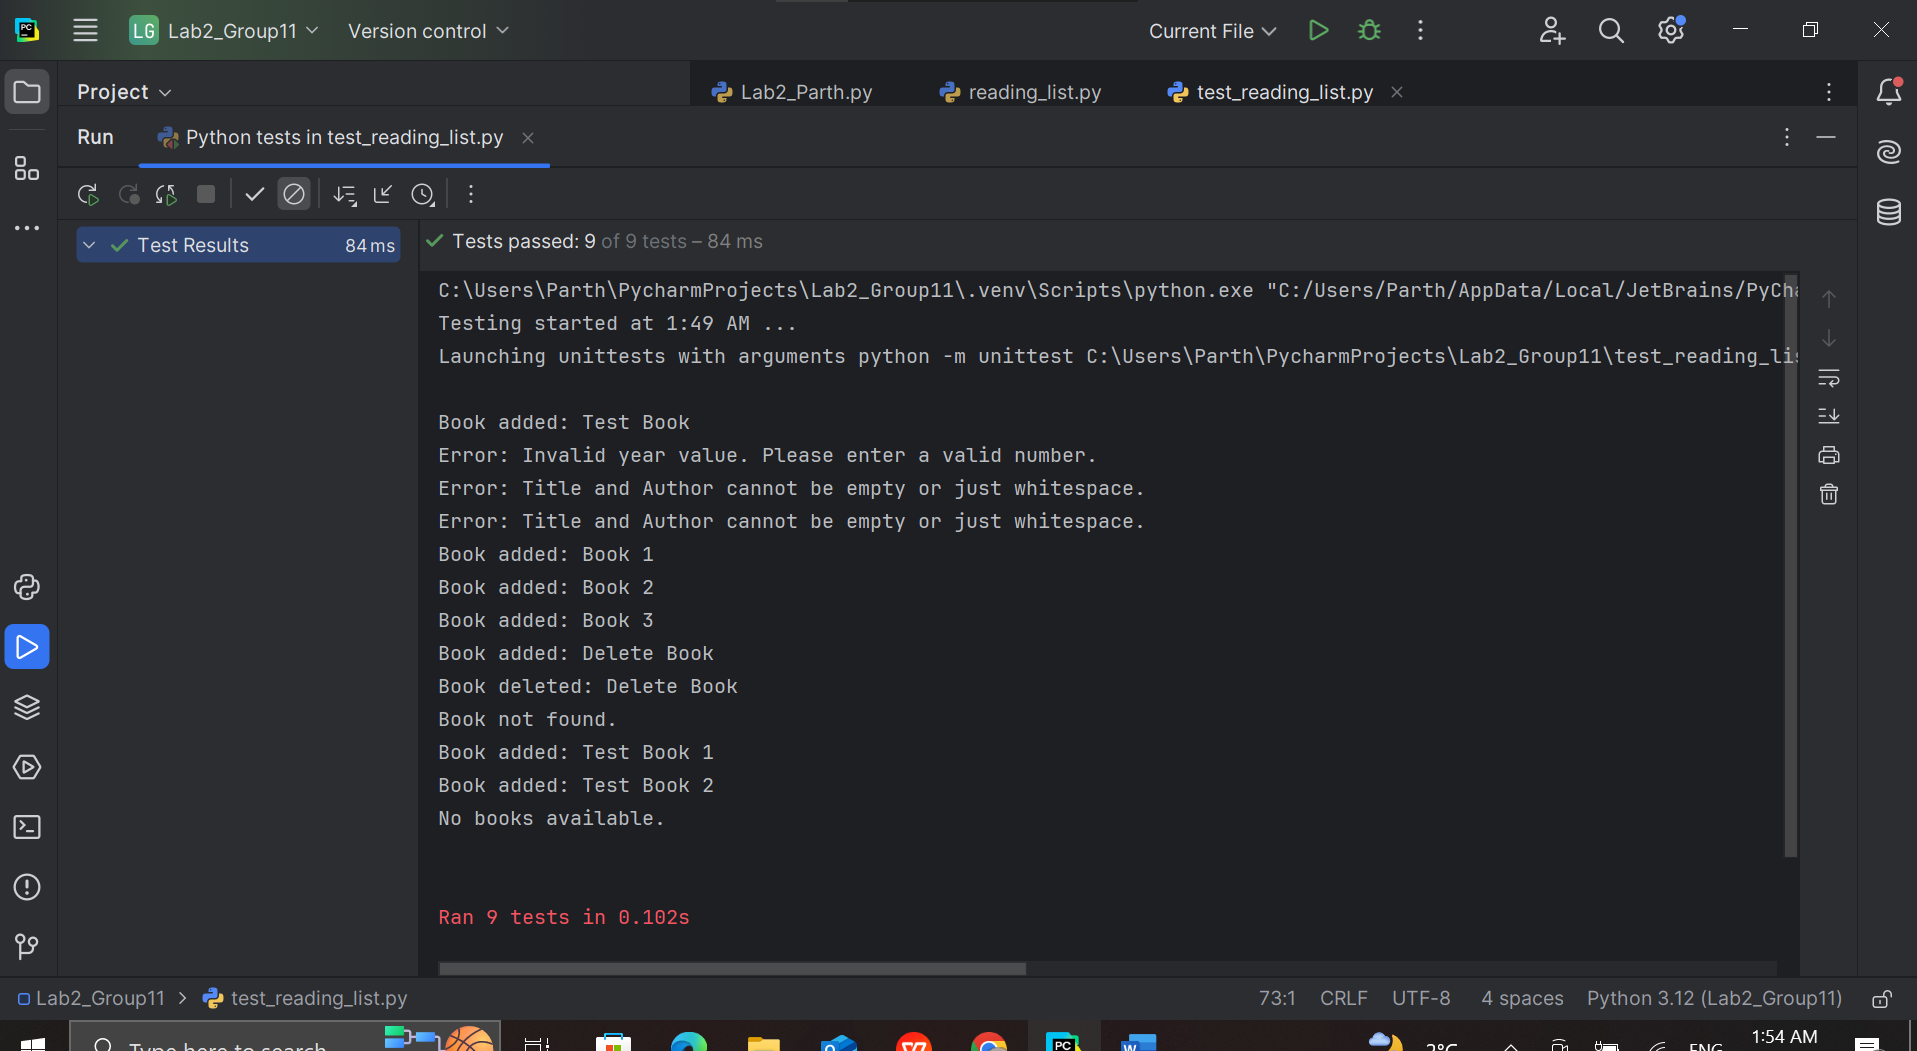 LG Lab2_Group11 Version control Current File
Project Lab2_Parth.py reading_list.py test_reading_list.py
Run Python tests in test_reading_list.py
Test Results 84 ms
Tests passed: 9 of 9 tests – 84 ms
C:\Users\Parth\PycharmProjects\Lab2_Group11\.venv\Scripts\python.exe "C:/Users/Parth/AppData/Local/JetBrains/PyCha
Testing started at 1:49 AM ...
Launching unittests with arguments python -m unittest C:\Users\Parth\PycharmProjects\Lab2_Group11\test_reading_lis
Book added: Test Book
Error: Invalid year value. Please enter a valid number.
Error: Title and Author cannot be empty or just whitespace.
Error: Title and Author cannot be empty or just whitespace.
Book added: Book 1
Book added: Book 2
Book added: Book 3
Book added: Delete Book
Book deleted: Delete Book
Book not found.
Book added: Test Book 1
Book added: Test Book 2
No books available.
Ran 9 tests in 0.102s
Lab2_Group11 test_reading_list.py 73:1 CRLF UTF-8 4 spaces Python 3.12 (Lab2_Group11)
Type here to search ENG 1:54 AM